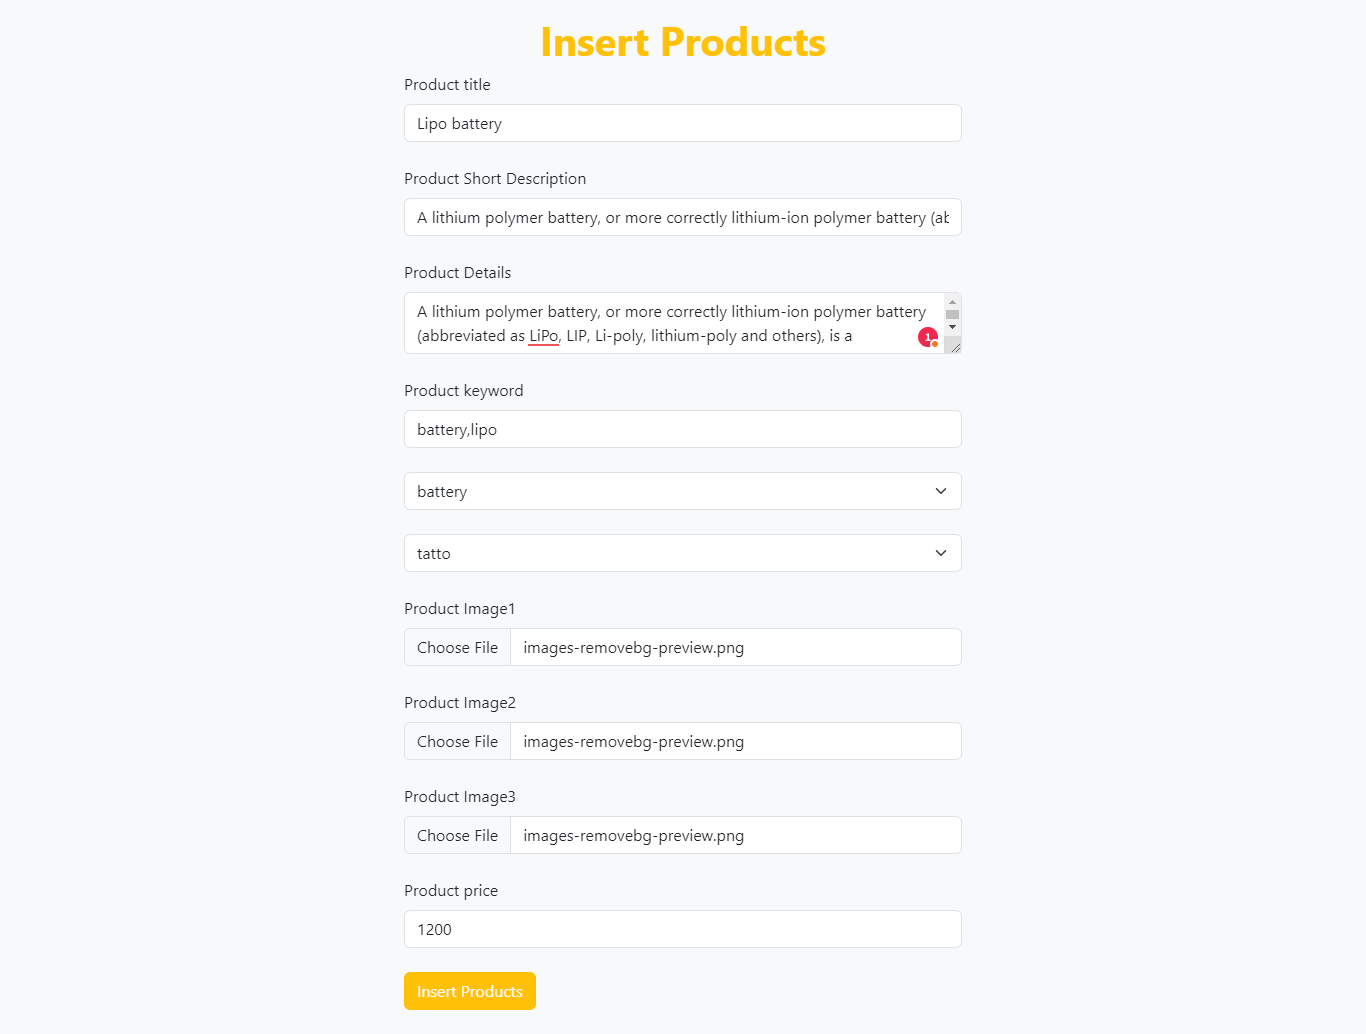 Insert Products
Product title
Lipo battery
Product Short Description
A lithium polymer battery, or more correctly lithium-ion polymer battery (ab
Product Details
A lithium polymer battery, or more correctly lithium-ion polymer battery
(abbreviated as LiPo, LIP, Li-poly, lithium-poly and others), is a
1
Product keyword
battery,lipo
battery
tatto
Product Image1
Choose File images-removebg-preview.png
Product Image2
Choose File images-removebg-preview.png
Product Image3
Choose File images-removebg-preview.png
Product price
1200
Insert Products